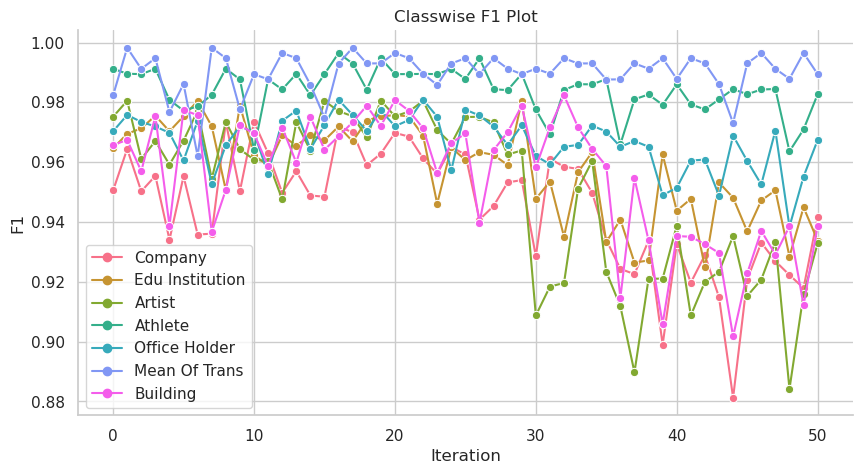 Classwise F1 Plot
1.00
0.98
0.96
0.94
0.92
0.90
0.88
F1
Company
Edu Institution
Artist
Athlete
Office Holder
Mean Of Trans
Building
0 10 20 30 40 50
Iteration